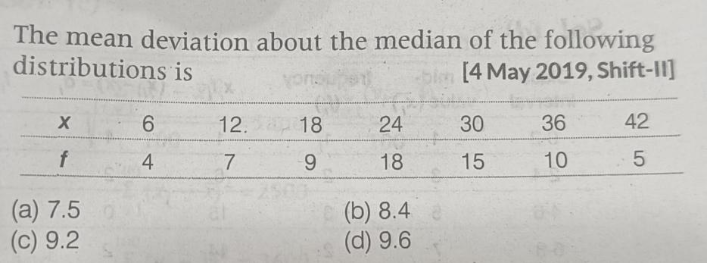 The mean deviation about the median of the following
distributions is [4 May 2019, Shift-II]
x 6 12. 18 24 30 36 42
f 4 7 9 18 15 10 5
(a) 7.5 (b) 8.4
(c) 9.2 (d) 9.6